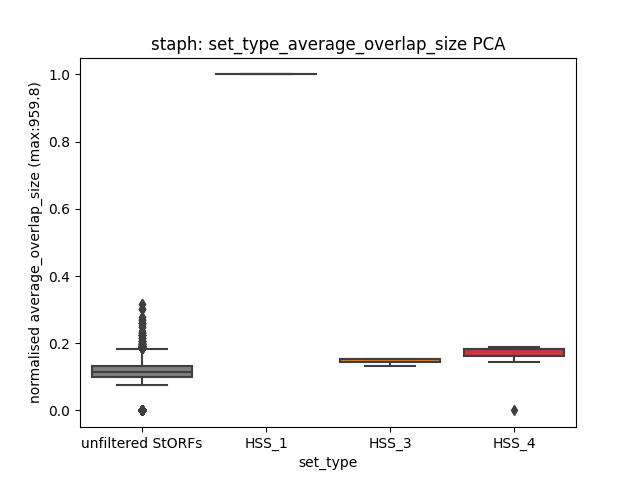 staph: set_type_average_overlap_size PCA
normalised average_overlap_size (max:959.8)
1.0
0.8
0.6
0.4
0.2
0.0
unfiltered StORFs HSS_1 HSS_3 HSS_4
set_type